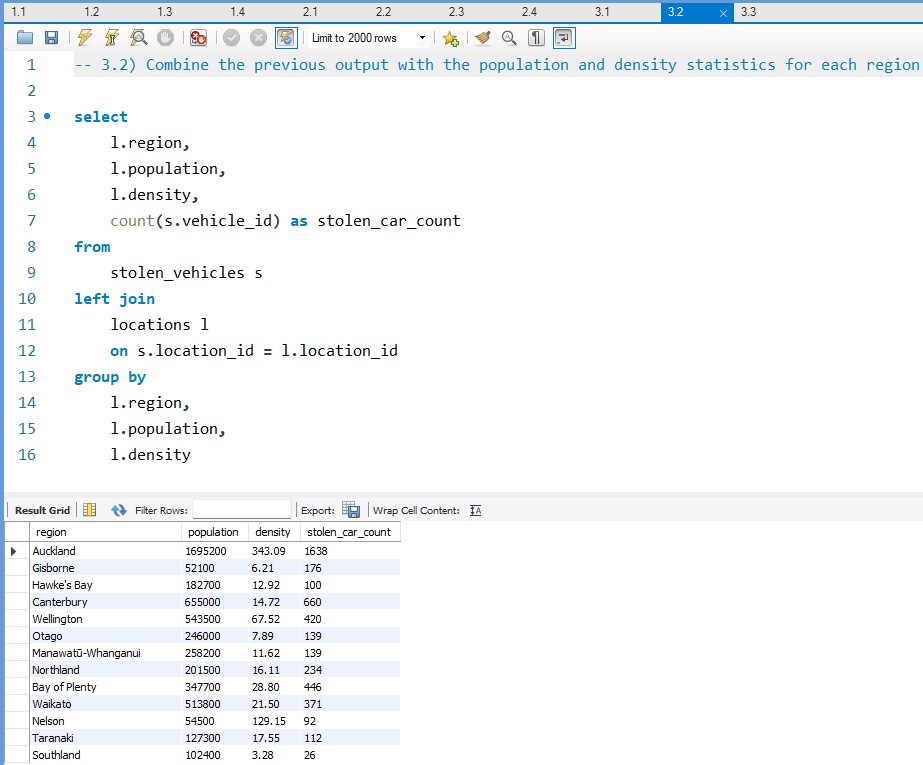 1.1 1.2 1.3 1.4 2.1 2.2 2.3 2.4 3.1 3.2 × 3.3
Limit to 2000 rows
1 -- 3.2) Combine the previous output with the population and density statistics for each region
2
3 select
4 l.region,
5 l.population,
6 l.density,
7 count(s.vehicle_id) as stolen_car_count
8 from
9 stolen_vehicles s
10 left join
11 locations l
12 on s.location_id = l.location_id
13 group by
14 l.region,
15 l.population,
16 l.density
Result Grid Filter Rows: Export: Wrap Cell Content:
region population density stolen_car_count
Auckland 1695200 343.09 1638
Gisborne 52100 6.21 176
Hawke's Bay 182700 12.92 100
Canterbury 655000 14.72 660
Wellington 543500 67.52 420
Otago 246000 7.89 139
Manawatū-Whanganui 258200 11.62 139
Northland 201500 16.11 234
Bay of Plenty 347700 28.80 446
Waikato 513800 21.50 371
Nelson 54500 129.15 92
Taranaki 127300 17.55 112
Southland 102400 3.28 26